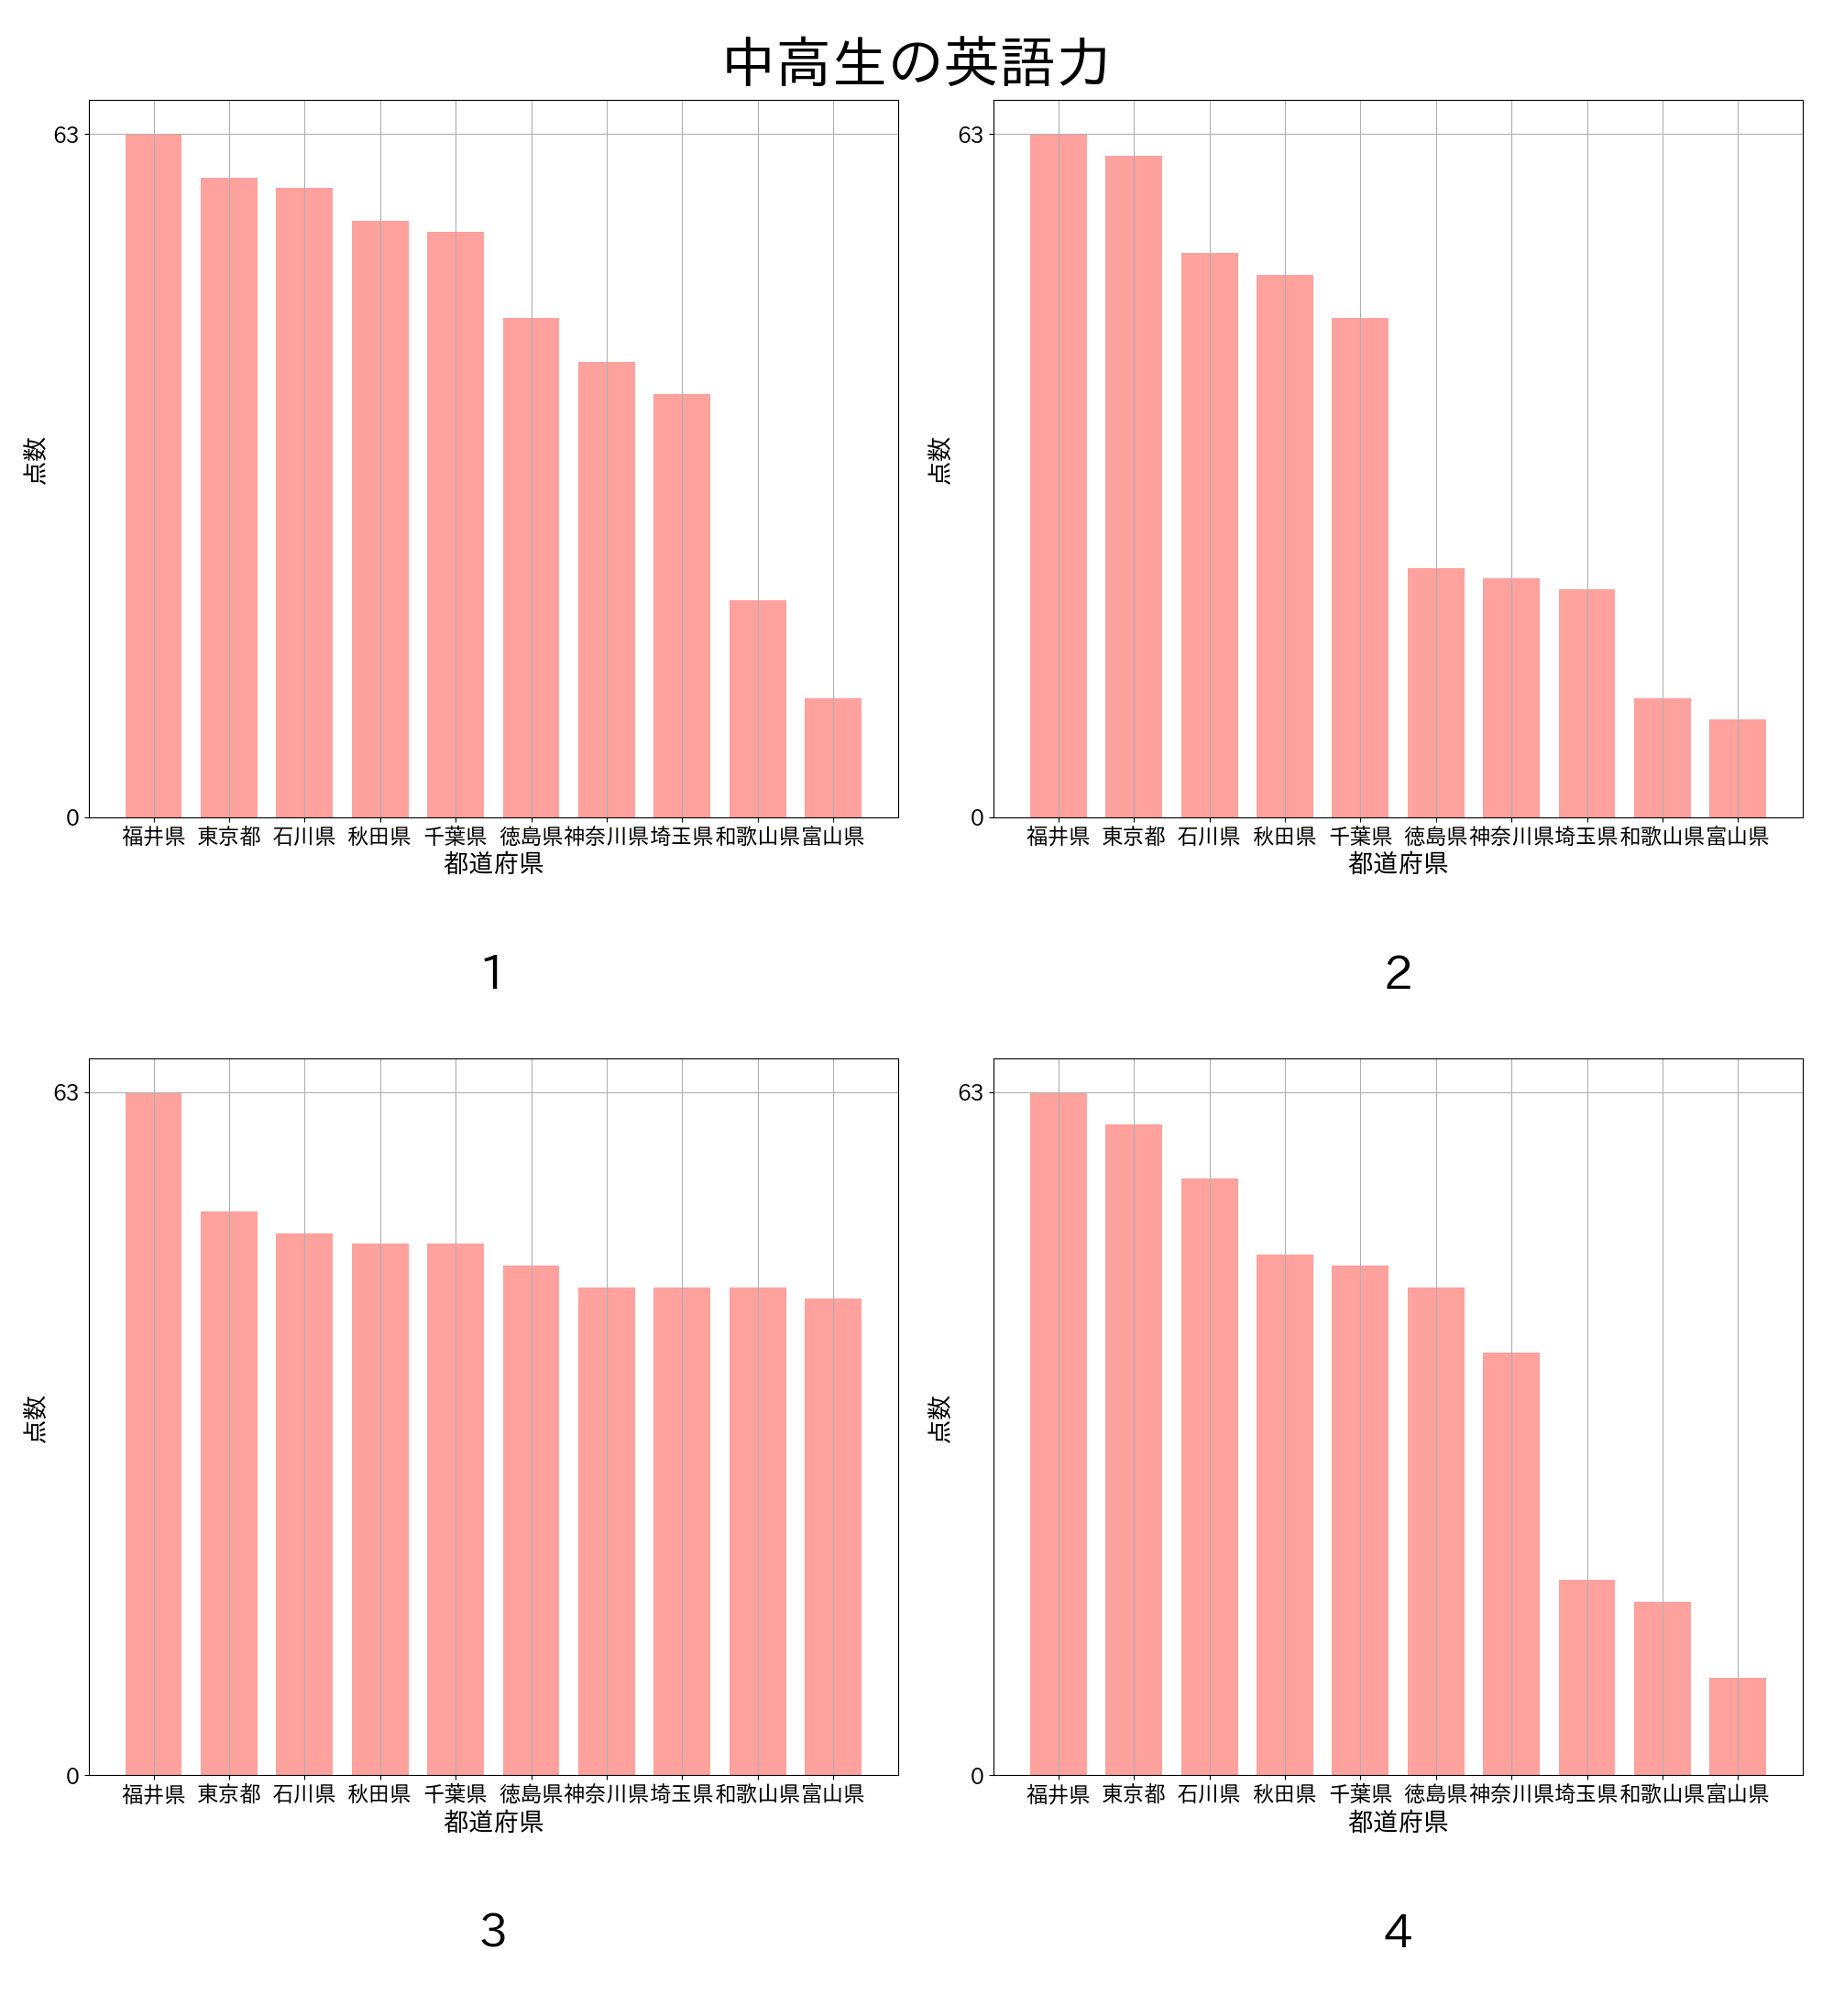 中高生の英語力
63
0
点数
福井県 東京都 石川県 秋田県 千葉県 徳島県 神奈川県 埼玉県 和歌山県 富山県
都道府県
1
63
0
点数
福井県 東京都 石川県 秋田県 千葉県 徳島県 神奈川県 埼玉県 和歌山県 富山県
都道府県
2
63
0
点数
福井県 東京都 石川県 秋田県 千葉県 徳島県 神奈川県 埼玉県 和歌山県 富山県
都道府県
3
63
0
点数
福井県 東京都 石川県 秋田県 千葉県 徳島県 神奈川県 埼玉県 和歌山県 富山県
都道府県
4